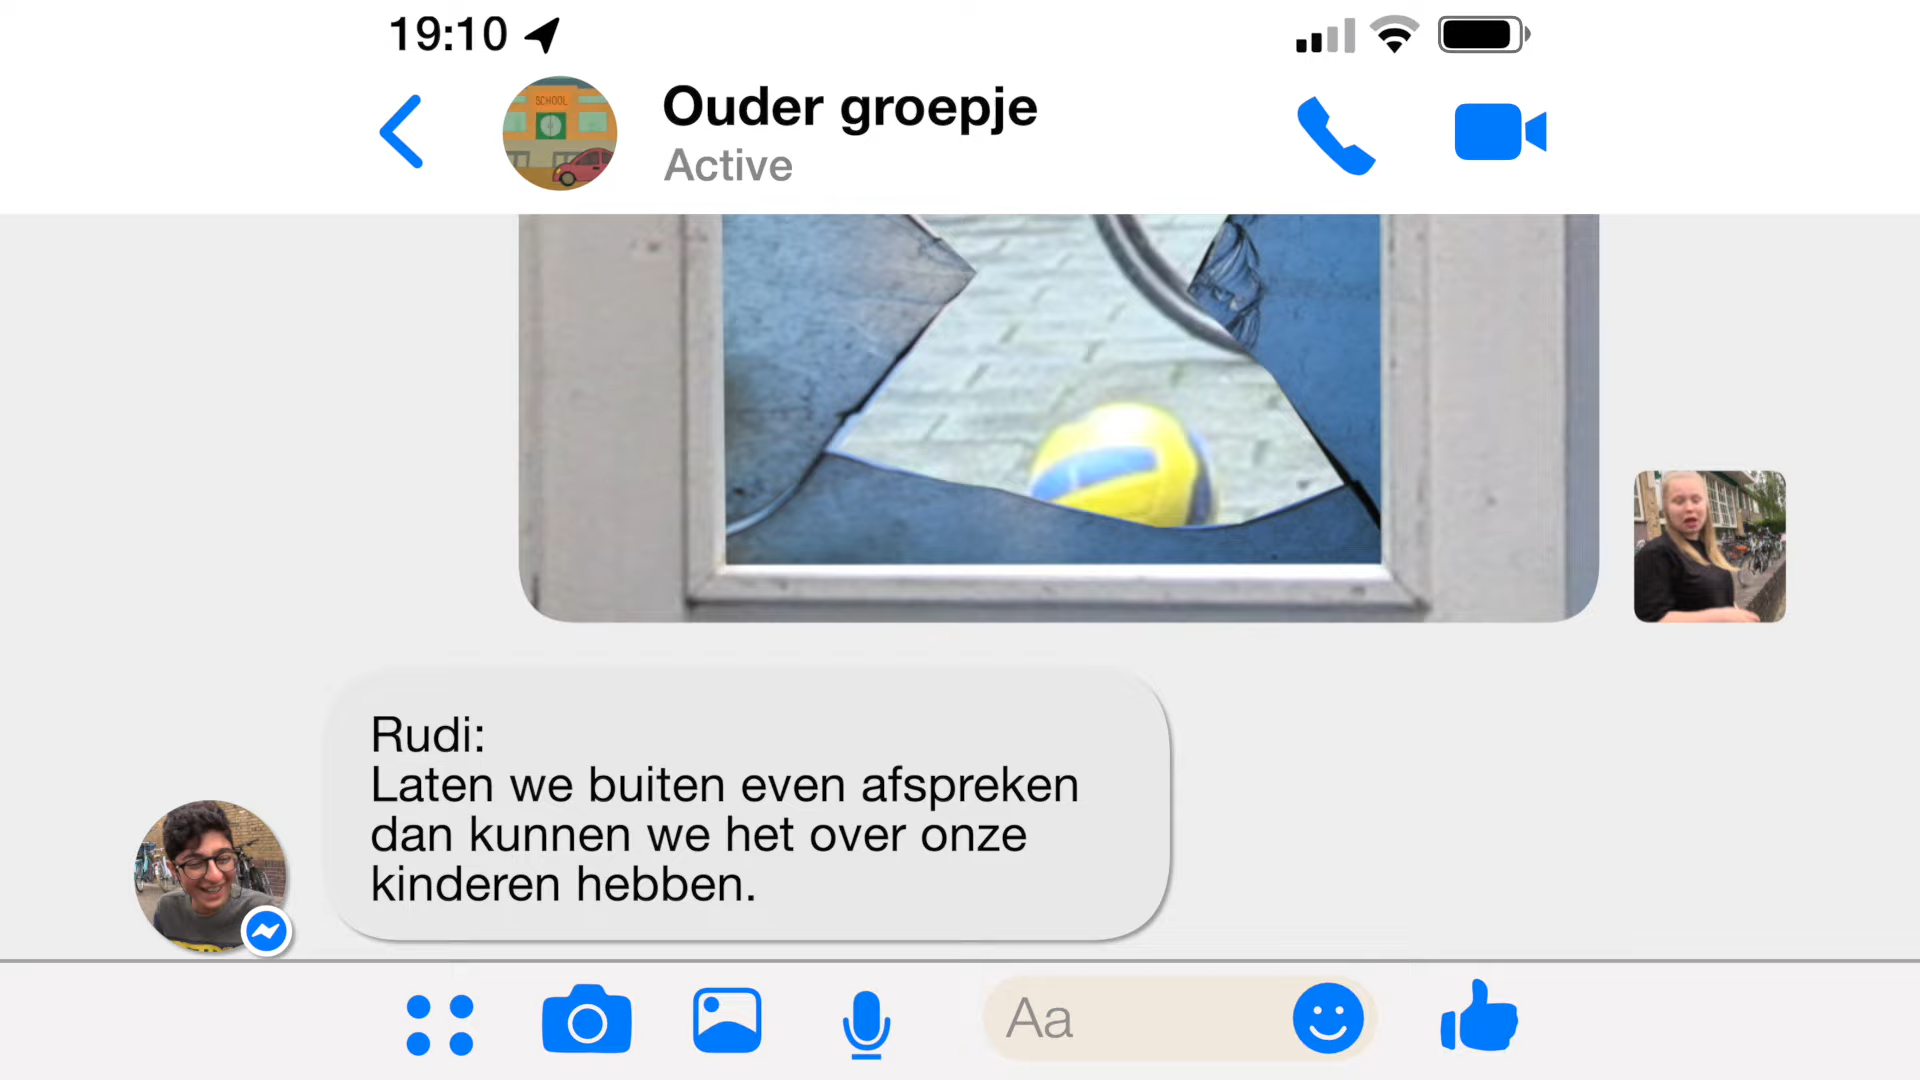 19:10
SCHOOL
Ouder groepje
Active
Rudi:
Laten we buiten even afspreken
dan kunnen we het over onze
kinderen hebben.
Aa